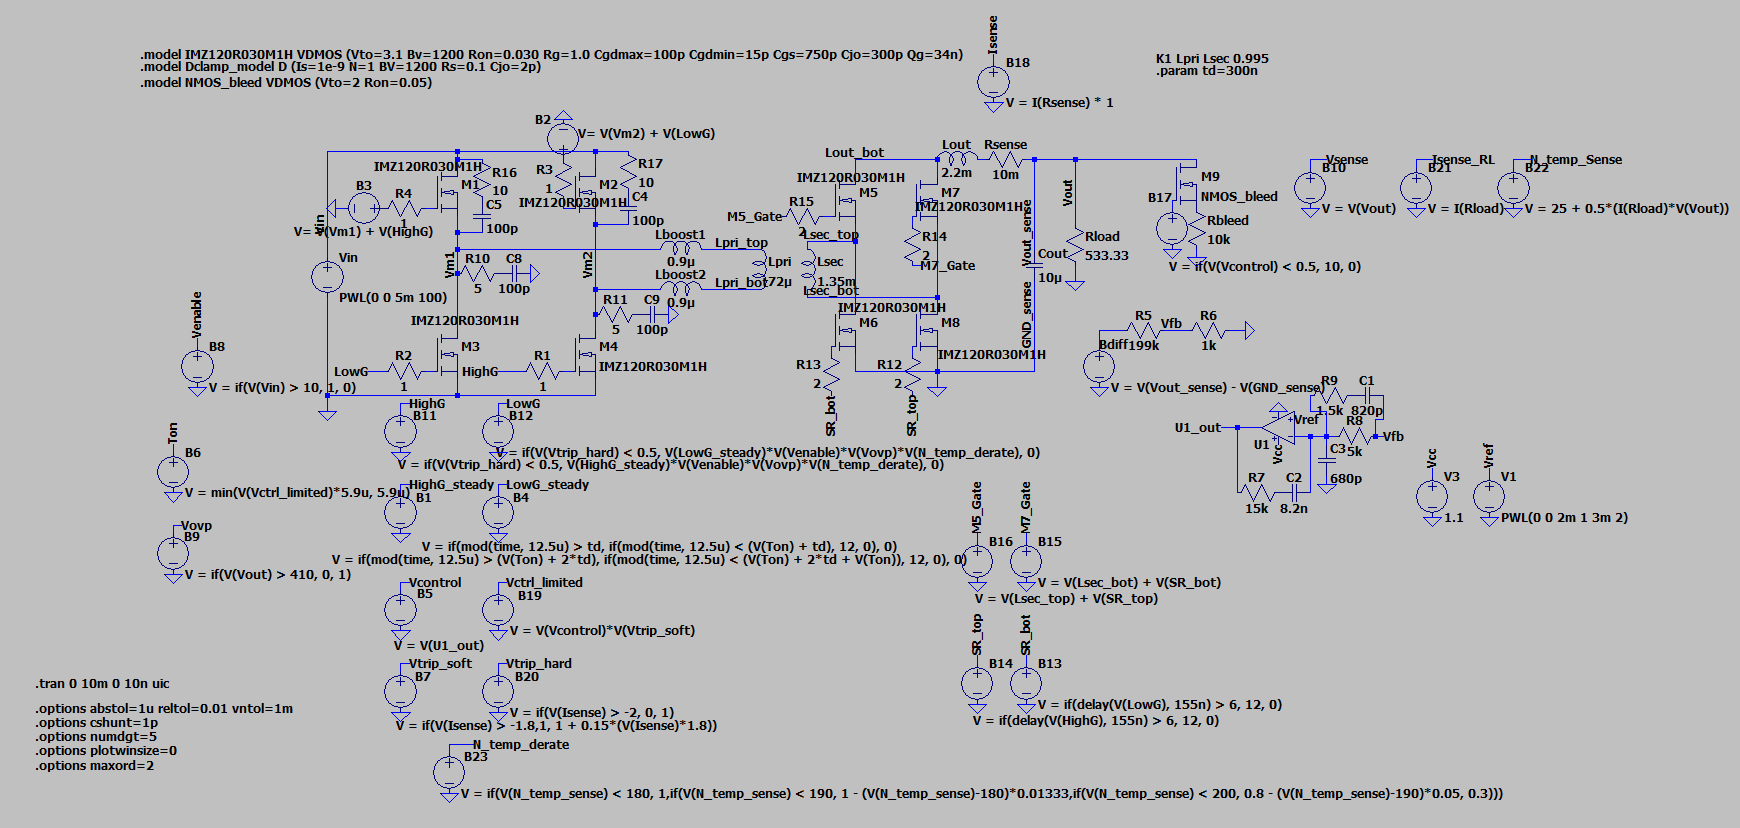 .model IMZ120R030M1H VDMOS (Vto=3.1 Bv=1200 Ron=0.030 Rg=1.0 Cgdmax=100p Cgdmin=15p Cgs=750p Cjo=300p Qg=34n)
.model Dclamp_model D (Is=1e-9 N=1 BV=1200 Rs=0.1 Cjo=2p)
.model NMOS_bleed VDMOS (Vto=2 Ron=0.05)
Isense
B18
V = I(Rsense) * 1
K1 Lpri Lsec 0.995
.param td=300n
B2
V= V(Vm2) + V(LowG)
IMZ120R030M1H
M1
R16
10
C5
100p
B3
R4
1
V= V(Vm1) + V(HighG)
Vin
Vin
PWL(0 0 5m 100)
R3
1
M2
IMZ120R030M1H
R17
10
C4
100p
Vm1
R10
5
C8
100p
Vm2
Lboost1
0.9µ
Lboost2
0.9µ
Lpri_top
Lpri_bot
Lpri
72µ
R11
5
C9
100p
IMZ120R030M1H
M3
M4
IMZ120R030M1H
LowG
R2
1
HighG
R1
1
Lout_bot
IMZ120R030M1H
M5
M5_Gate
R15
2
Lsec_top
Lsec
1.35m
Lsec_bot
M7
IMZ120R030M1H
R14
2
M7_Gate
IMZ120R030M1H
M6
M8
IMZ120R030M1H
R13
2
SR_bot
R12
2
SR_top
Lout
2.2m
Rsense
10m
Vout_sense
GND_sense
Cout
10µ
Vout
Rload
533.33
M9
NMOS_bleed
B17
Rbleed
10k
V = if(V(Vcontrol) < 0.5, 10, 0)
Vsense
B10
V = V(Vout)
Isense_RL
B21
V = I(Rload)
N_temp_Sense
B22
V = 25 + 0.5*(I(Rload)*V(Vout))
Bdiff
R5
199k
Vfb
R6
1k
V = V(Vout_sense) - V(GND_sense)
R9
1.5k
C1
820p
R8
5k
Vfb
Vref
U1
Vcc
U1_out
C3
680p
R7
15k
C2
8.2n
Vcc
V3
1.1
Vref
V1
PWL(0 0 2m 1 3m 2)
Venable
B8
V = if(V(Vin) > 10, 1, 0)
HighG
B11
LowG
B12
V = if(V(Vtrip_hard) < 0.5, V(LowG_steady)*V(Venable)*V(Vovp)*V(N_temp_derate), 0)
V = if(V(Vtrip_hard) < 0.5, V(HighG_steady)*V(Venable)*V(Vovp)*V(N_temp_derate), 0)
Ton
B6
V = min(V(Vctrl_limited)*5.9u, 5.9u)
HighG_steady
B1
LowG_steady
B4
V = if(mod(time, 12.5u) > td, if(mod(time, 12.5u) < (V(Ton) + td), 12, 0), 0)
V = if(mod(time, 12.5u) > (V(Ton) + 2*td), if(mod(time, 12.5u) < (V(Ton) + 2*td + V(Ton)), 12, 0), 0)
Vovp
B9
V = if(V(Vout) > 410, 0, 1)
M5_Gate
B16
M7_Gate
B15
V = V(Lsec_bot) + V(SR_bot)
V = V(Lsec_top) + V(SR_top)
Vcontrol
B5
V = V(U1_out)
Vctrl_limited
B19
V = V(Vcontrol)*V(Vtrip_soft)
SR_top
B14
SR_bot
B13
V = if(delay(V(LowG), 155n) > 6, 12, 0)
V = if(delay(V(HighG), 155n) > 6, 12, 0)
Vtrip_soft
B7
Vtrip_hard
B20
V = if(V(Isense) > -2, 0, 1)
V = if(V(Isense) > -1.8,1, 1 + 0.15*(V(Isense)*1.8))
.tran 0 10m 0 10n uic
.options abstol=1u reltol=0.01 vntol=1m
.options cshunt=1p
.options numdgt=5
.options plotwinsize=0
.options maxord=2
N_temp_derate
B23
V = if(V(N_temp_sense) < 180, 1,if(V(N_temp_sense) < 190, 1 - (V(N_temp_sense)-180)*0.01333,if(V(N_temp_sense) < 200, 0.8 - (V(N_temp_sense)-190)*0.05, 0.3)))